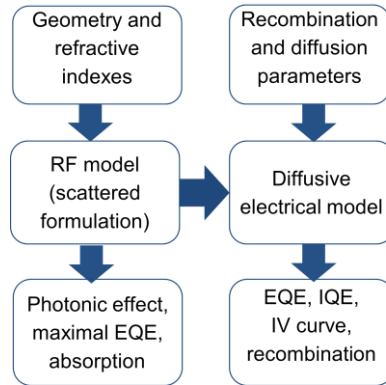 Geometry and
refractive
indexes
Recombination
and diffusion
parameters
RF model
(scattered
formulation)
Diffusive
electrical model
Photonic effect,
maximal EQE,
absorption
EQE, IQE,
IV curve,
recombination